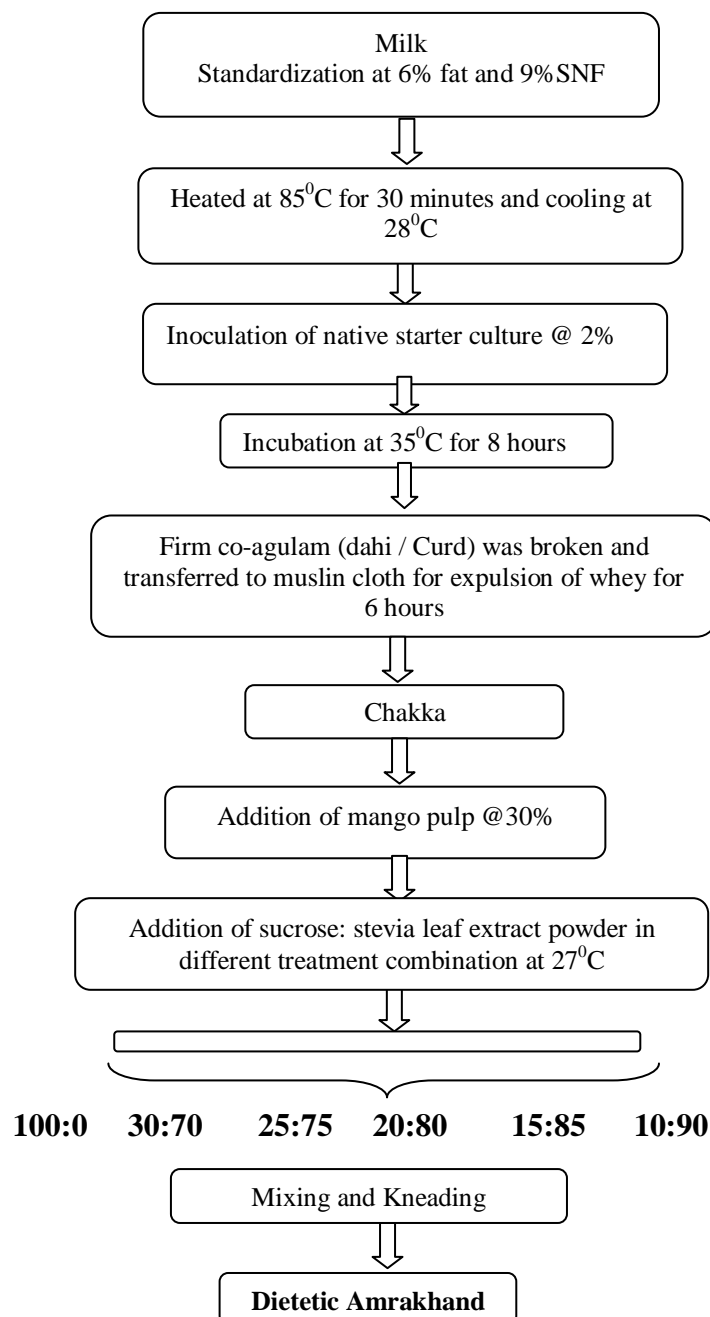 Milk
Standardization at 6% fat and 9%SNF
Heated at 85⁰C for 30 minutes and cooling at
28⁰C
Inoculation of native starter culture @ 2%
Incubation at 35⁰C for 8 hours
Firm co-agulam (dahi / Curd) was broken and
transferred to muslin cloth for expulsion of whey for
6 hours
Chakka
Addition of mango pulp @30%
Addition of sucrose: stevia leaf extract powder in
different treatment combination at 27⁰C
100:0 30:70 25:75 20:80 15:85 10:90
Mixing and Kneading
Dietetic Amrakhand